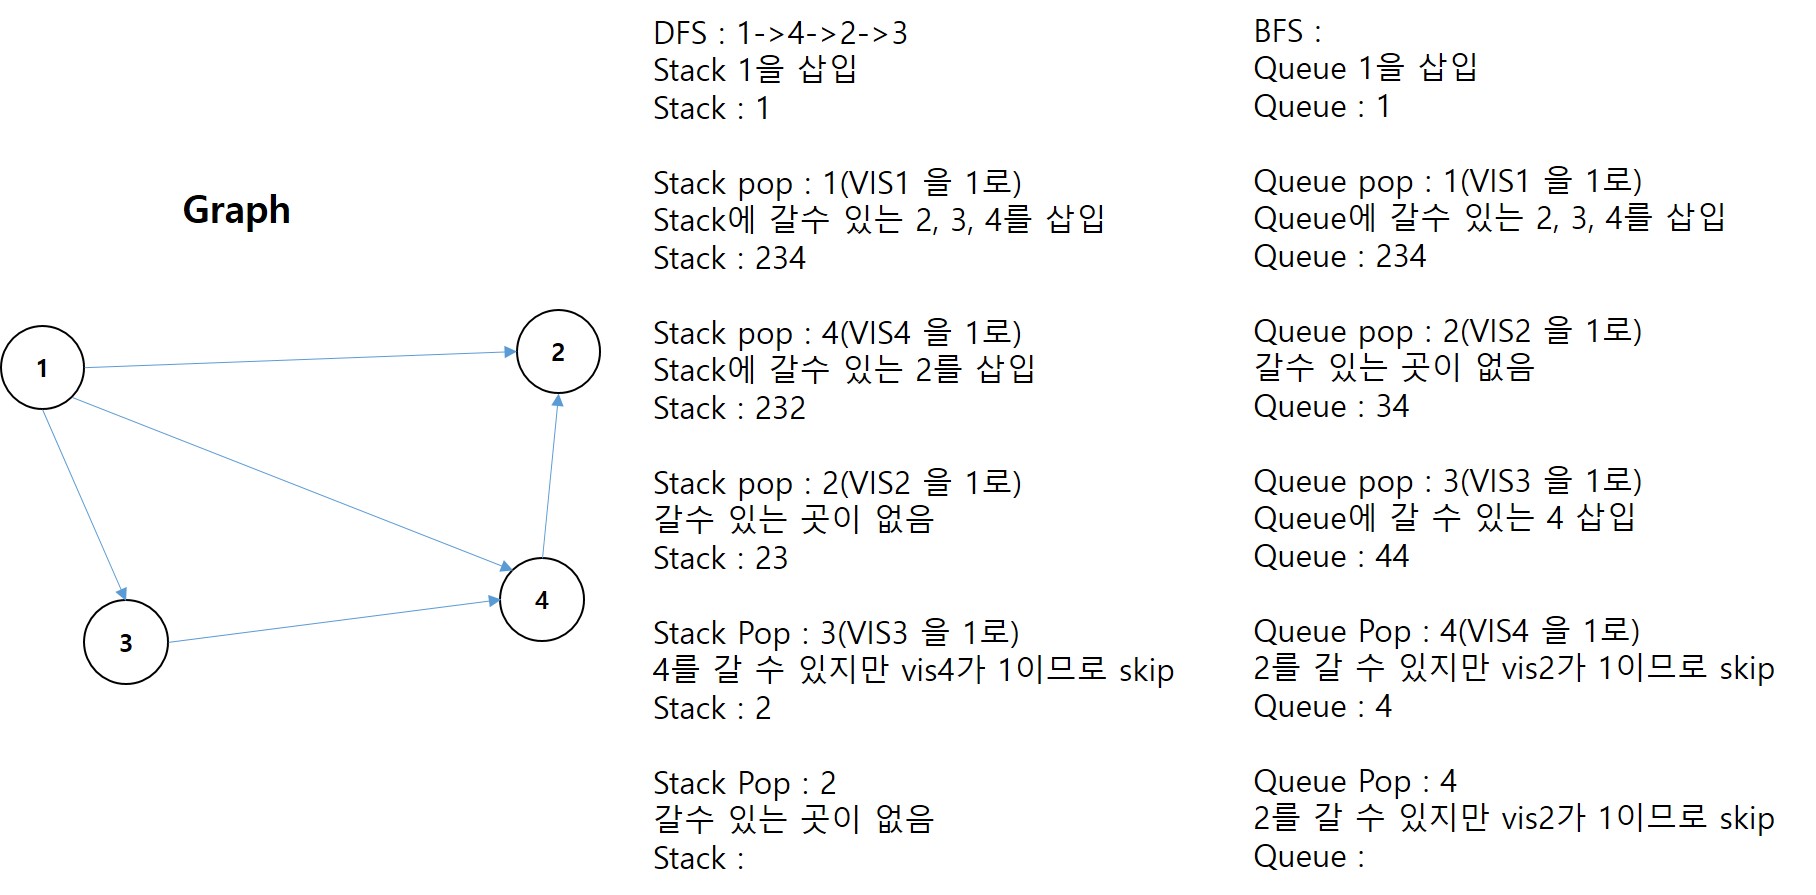 Graph
1
2
3
4
DFS : 1->4->2->3
Stack 1을 삽입
Stack : 1
Stack pop : 1(VIS1 을 1로)
Stack에 갈수 있는 2, 3, 4를 삽입
Stack : 234
Stack pop : 4(VIS4 을 1로)
Stack에 갈수 있는 2를 삽입
Stack : 232
Stack pop : 2(VIS2 을 1로)
갈수 있는 곳이 없음
Stack : 23
Stack Pop : 3(VIS3 을 1로)
4를 갈 수 있지만 vis4가 1이므로 skip
Stack : 2
Stack Pop : 2
갈수 있는 곳이 없음
Stack :
BFS :
Queue 1을 삽입
Queue : 1
Queue pop : 1(VIS1 을 1로)
Queue에 갈수 있는 2, 3, 4를 삽입
Queue : 234
Queue pop : 2(VIS2 을 1로)
갈수 있는 곳이 없음
Queue : 34
Queue pop : 3(VIS3 을 1로)
Queue에 갈 수 있는 4 삽입
Queue : 44
Queue Pop : 4(VIS4 을 1로)
2를 갈 수 있지만 vis2가 1이므로 skip
Queue : 4
Queue Pop : 4
2를 갈 수 있지만 vis2가 1이므로 skip
Queue :